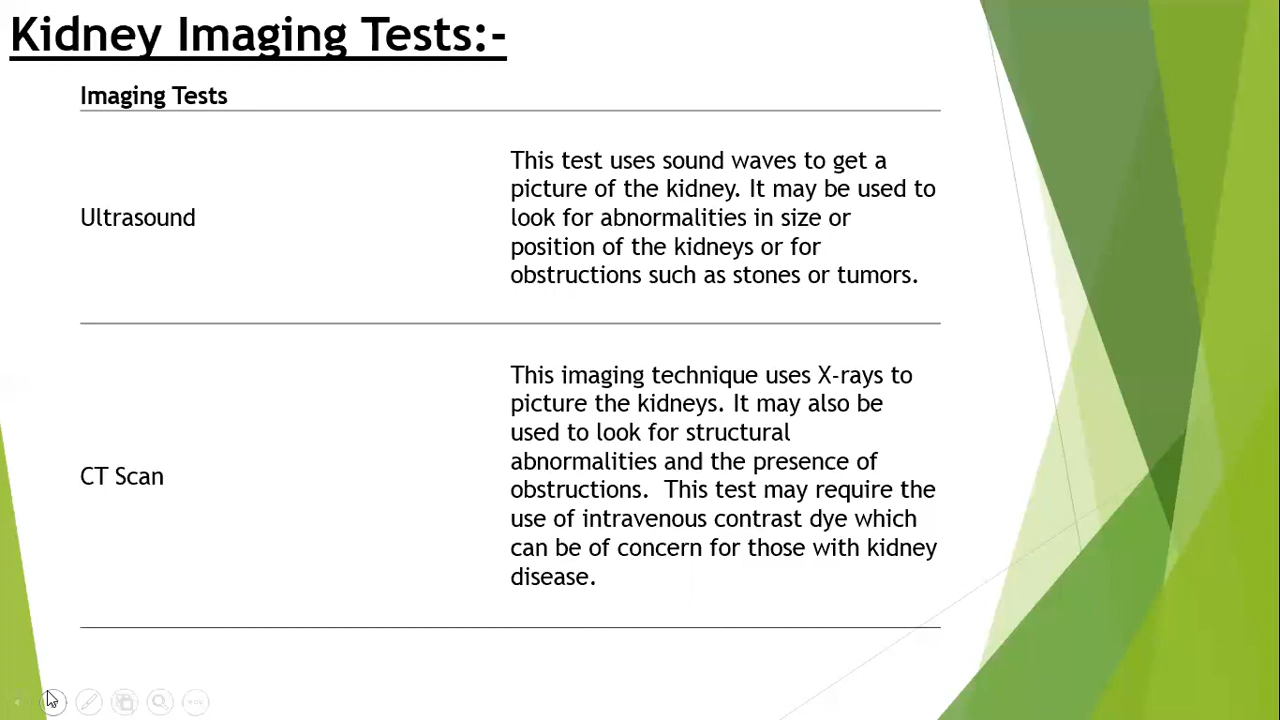 Kidney Imaging Tests:-
Imaging Tests
Ultrasound
This test uses sound waves to get a
picture of the kidney. It may be used to
look for abnormalities in size or
position of the kidneys or for
obstructions such as stones or tumors.
CT Scan
This imaging technique uses X-rays to
picture the kidneys. It may also be
used to look for structural
abnormalities and the presence of
obstructions.  This test may require the
use of intravenous contrast dye which
can be of concern for those with kidney
disease.